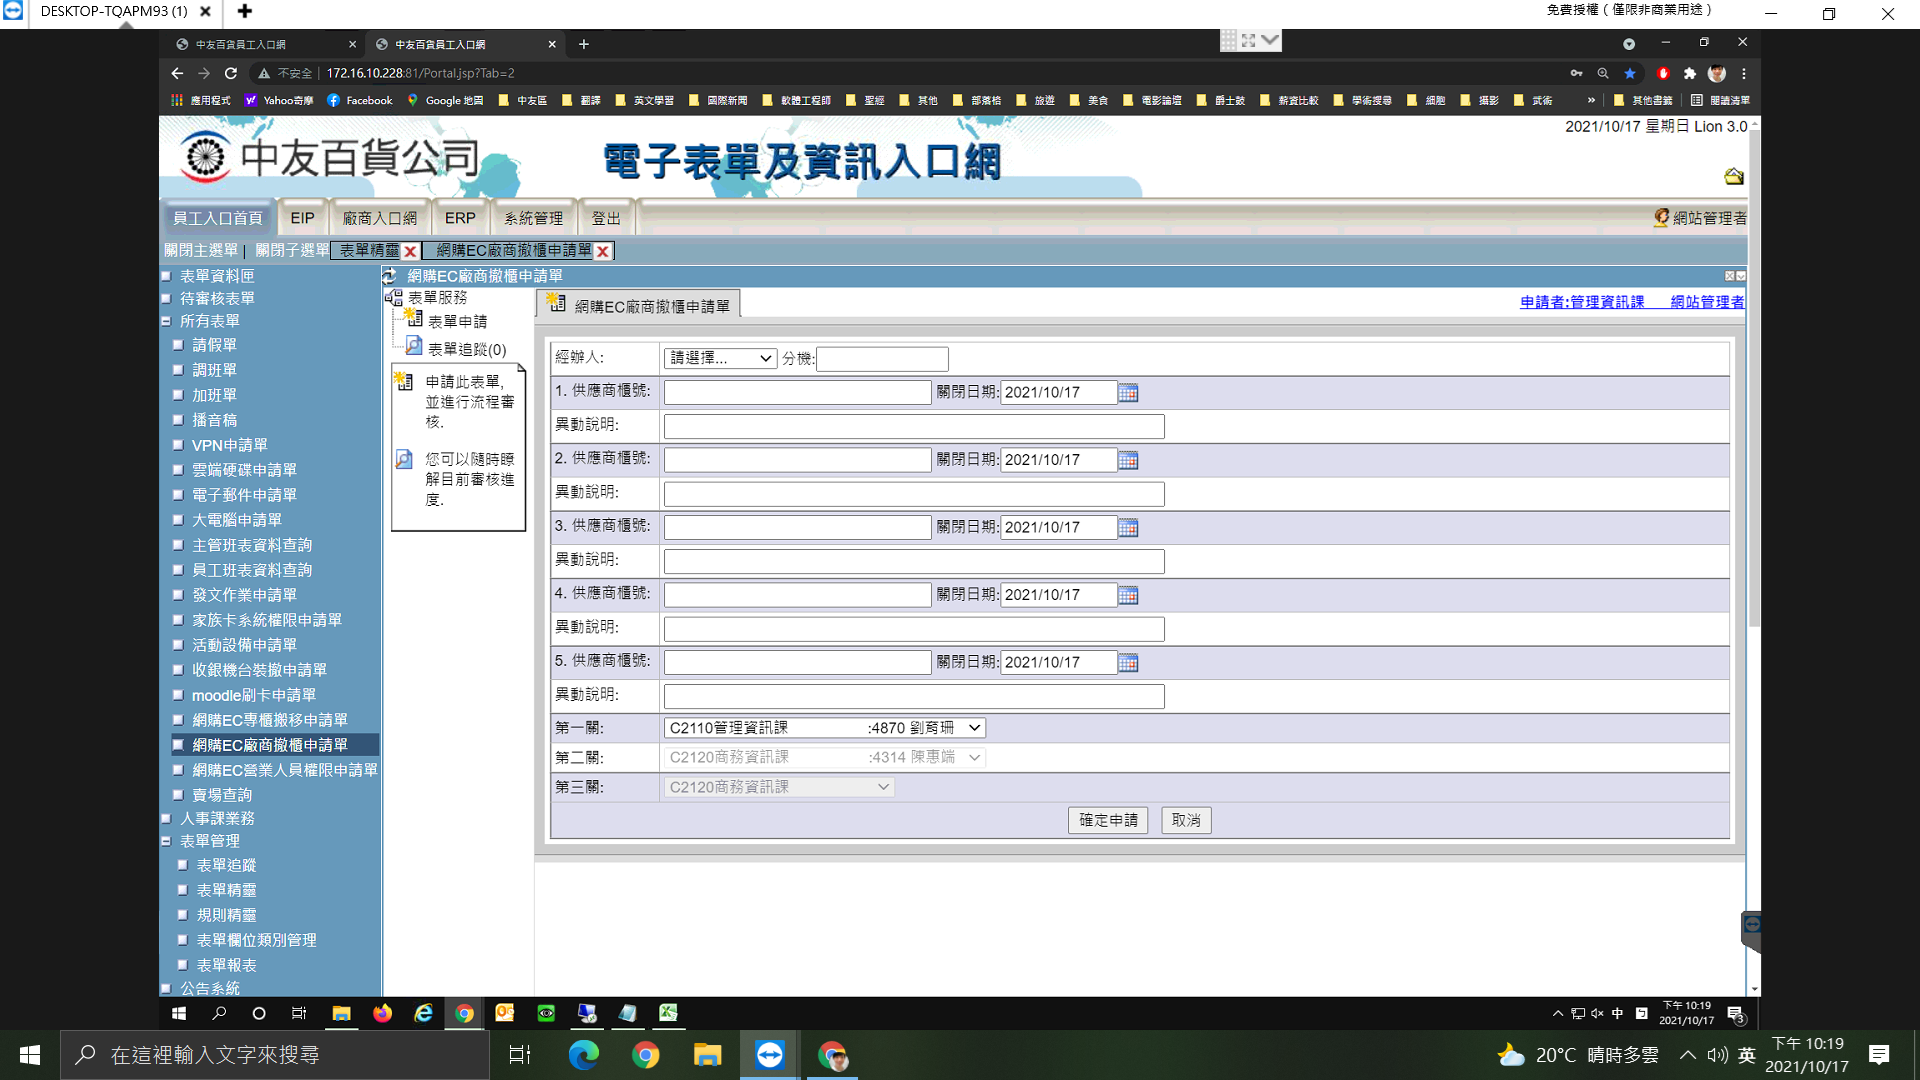 DESKTOP-TQAPM93 (1)
免費授權 ( 僅限非商業用途 )
中友百貨員工入口網
中友百貨員工入口網
不安全
172.16.10.228:81/Portal.jsp?Tab=2
應用程式
Yahoo奇摩
Facebook
Google 地圖
中友區
翻譯
英文學習
國際新聞
軟體工程師
聖經
其他
部落格
旅遊
美食
電影論壇
爵士鼓
薪資比較
學術搜尋
細胞
攝影
武術
»
其他書籤
閱讀清單
2021/10/17 星期日 Lion 3.0
中友百貨公司
電子表單及資訊入口網
員工入口首頁
EIP
廠商入口網
ERP
系統管理
登出
網站管理者
關閉主選單 |
關閉子選單
表單精靈
網購EC廠商撤櫃申請單
表單資料匣
待審核表單
所有表單
請假單
調班單
加班單
播音稿
VPN申請單
雲端硬碟申請單
電子郵件申請單
大電腦申請單
主管班表資料查詢
員工班表資料查詢
發文作業申請單
家族卡系統權限申請單
活動設備申請單
收銀機台裝撤申請單
moodle刷卡申請單
網購EC專櫃搬移申請單
網購EC廠商撤櫃申請單
網購EC營業人員權限申請單
賣場查詢
人事課業務
表單管理
表單追蹤
表單精靈
規則精靈
表單欄位類別管理
表單報表
公告系統
網購EC廠商撤櫃申請單
表單服務
表單申請
表單追蹤(0)
申請此表單,
並進行流程審
核.
您可以隨時瞭
解目前審核進
度.
網購EC廠商撤櫃申請單
申請者:管理資訊課 網站管理者
經辦人:
請選擇...
分機:
1. 供應商櫃號:
關閉日期:
2021/10/17
異動說明:
2. 供應商櫃號:
關閉日期:
2021/10/17
異動說明:
3. 供應商櫃號:
關閉日期:
2021/10/17
異動說明:
4. 供應商櫃號:
關閉日期:
2021/10/17
異動說明:
5. 供應商櫃號:
關閉日期:
2021/10/17
異動說明:
第一關:
C2110管理資訊課 :4870 劉育珊
第二關:
C2120商務資訊課 :4314 陳惠端
第三關:
C2120商務資訊課
確定申請
取消
中
下午 10:19
2021/10/17
3
在這裡輸入文字來搜尋
20°C 晴時多雲
英
下午 10:19
2021/10/17